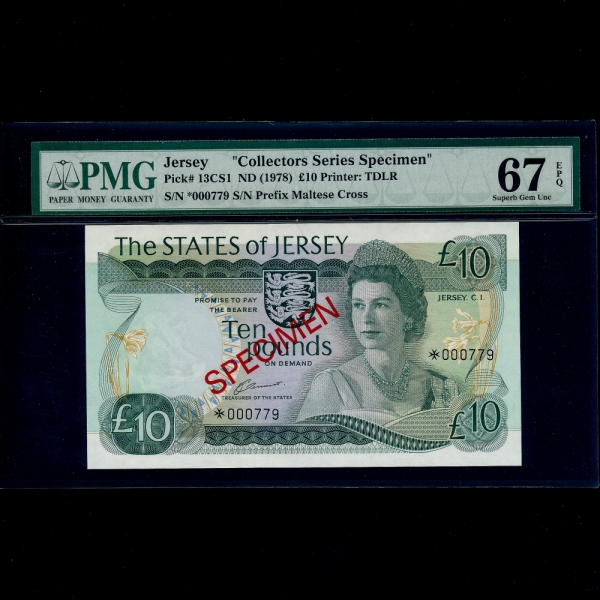 PMG
PAPER MONEY GUARANTY
Jersey "Collectors Series Specimen"
Pick# 13CS1 ND (1978) £10 Printer: TDLR
S/N *000779 S/N Prefix Maltese Cross
67 EPQ
Superb Gem Unc
The STATES of JERSEY
£10
PROMISE TO PAY
THE BEARER
JERSEY. C.I.
Ten
pounds
ON DEMAND
SPECIMEN
*000779
TREASURER OF THE STATES
*000779
£10
£10